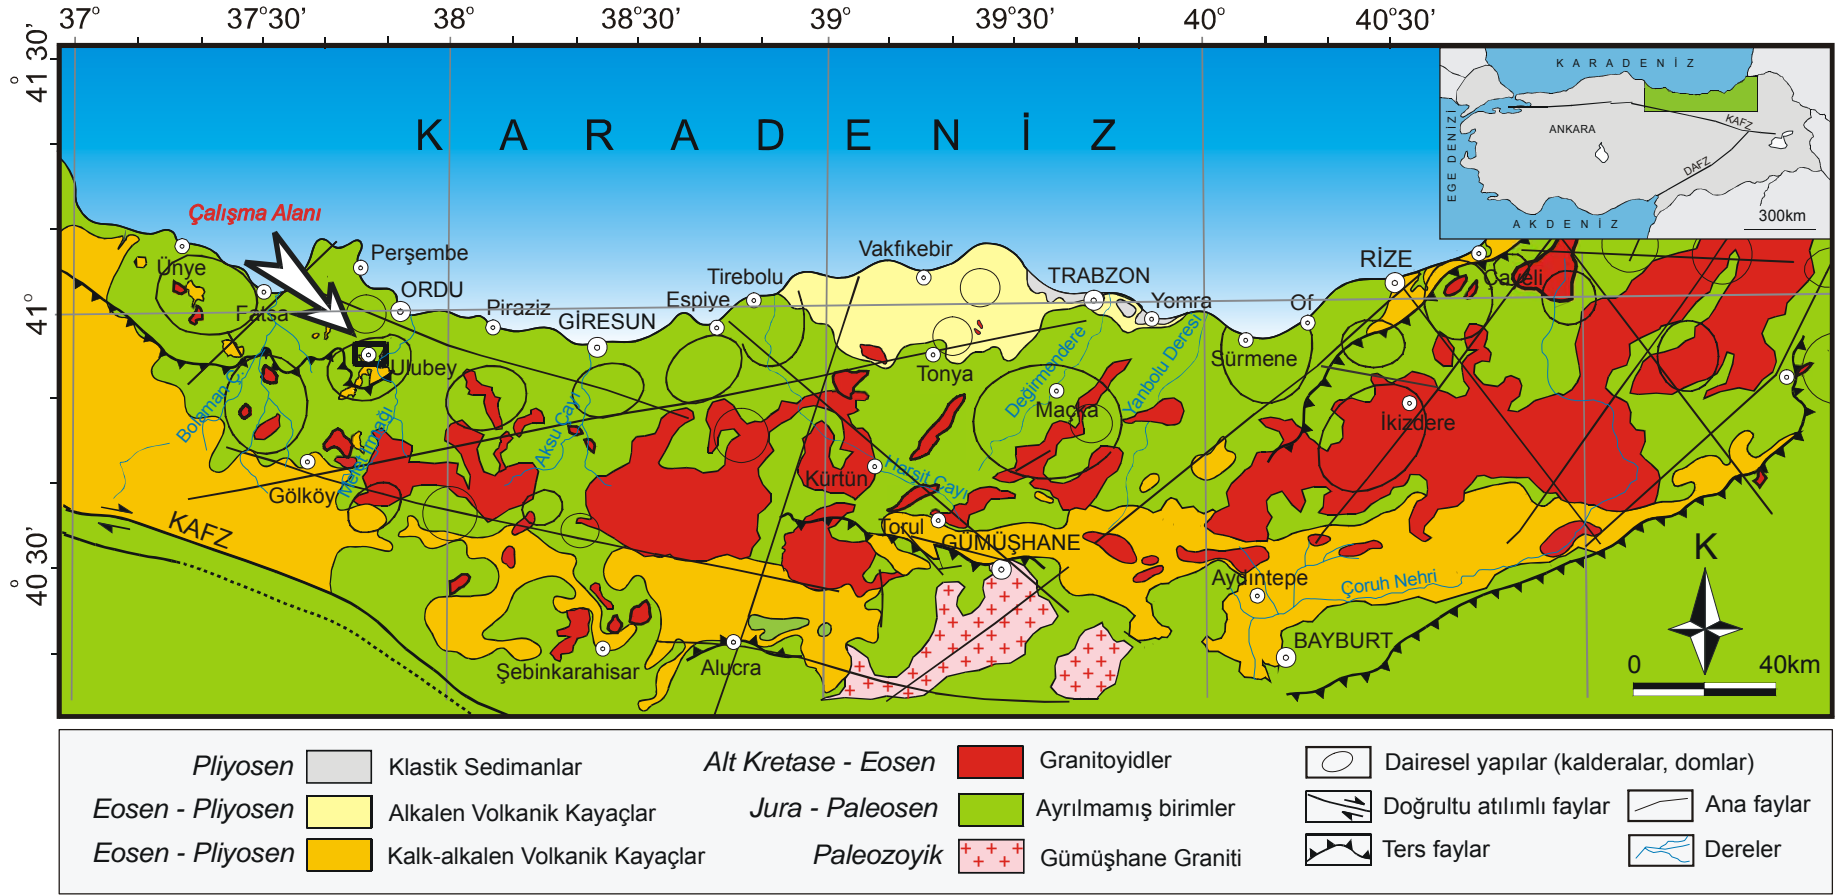 37° 37°30' 38° 38°30' 39° 39°30' 40° 40°30'
41°30'
41°
40°30'
K A R A D E N İ Z
K A R A D E N İ Z
EGE DENİZİ
ANKARA
KAFZ
DAFZ
A K D E N İ Z
300km
Çalışma Alanı
Ünye
Fatsa
Perşembe
ORDU
Ulubey
Piraziz
GİRESUN
Espiye
Tirebolu
Vakfıkebir
TRABZON
Yomra
Of
RİZE
Çayeli
Sürmene
Tonya
Maçka
İkizdere
Bolaman Ç.
Melet Irmağı
Aksu Çayı
Değirmendere
Yanbolu Deresi
Harşit Çayı
Gölköy
Kürtün
Torul
GÜMÜŞHANE
KAFZ
Aydıntepe
Çoruh Nehri
BAYBURT
Şebinkarahisar
Alucra
K
0 40km
Pliyosen Klastik Sedimanlar
Eosen - Pliyosen Alkalen Volkanik Kayaçlar
Eosen - Pliyosen Kalk-alkalen Volkanik Kayaçlar
Alt Kretase - Eosen Granitoyidler
Jura - Paleosen Ayrılmamış birimler
Paleozoyik Gümüşhane Graniti
Dairesel yapılar (kalderalar, domlar)
Doğrultu atılımlı faylar
Ana faylar
Ters faylar
Dereler